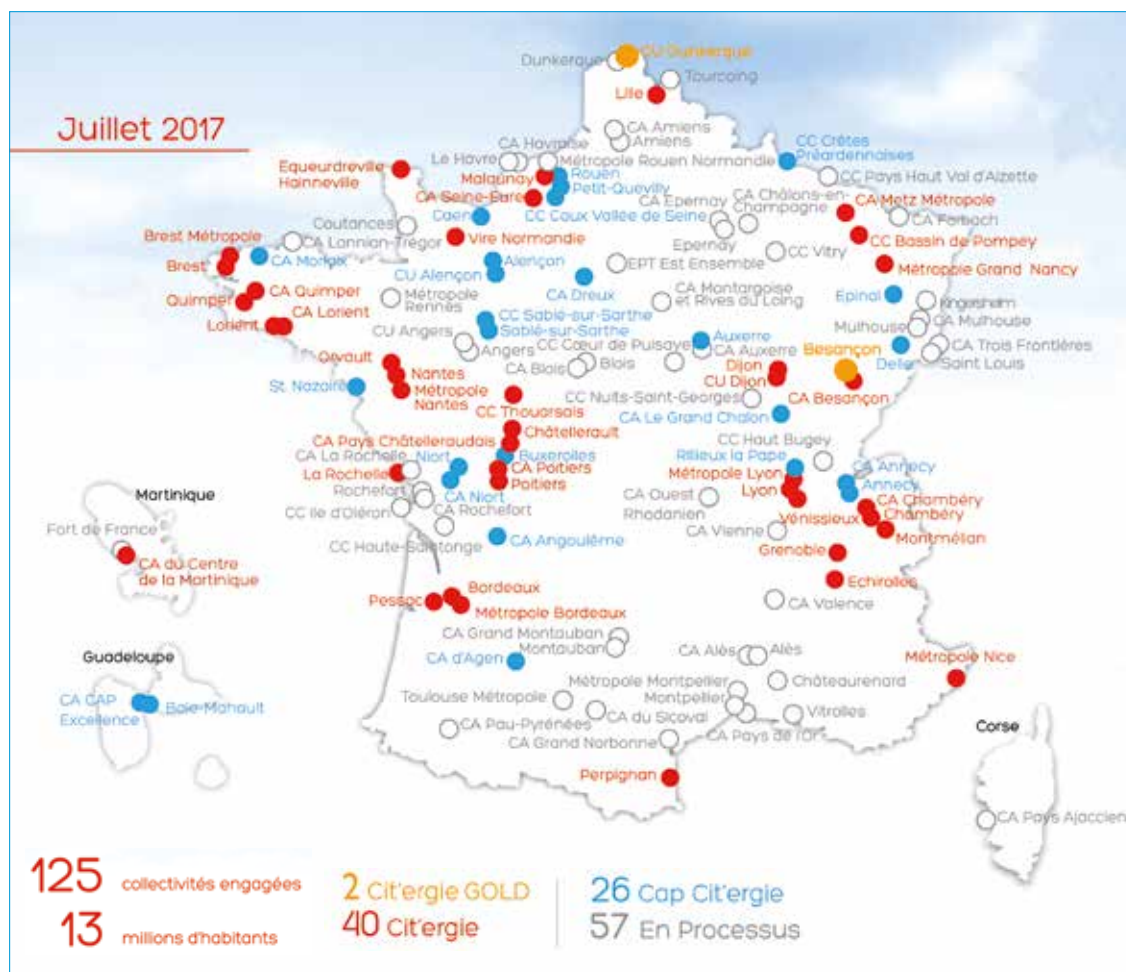 Juillet 2017
CU Dunkerque
Dunkerque
Tourcoing
Lille
CA Amiens
Amiens
CA Havraise
Le Havre
Métropole Rouen Normandie
CC Crêtes
Préardennaises
Equeurdreville
Hainneville
Malaunay
Rouen
Petit-Quevilly
CC Pays Haut Val d'Alzette
CA Seine-Eure
CA Châlons-en-
Champagne
CA Metz Métropole
CA Epernay
Epernay
CA Forbach
Caen
CC Caux Vallée de Seine
Coutances
Brest Métropole
CA Lannion-Trégor
Vire Normandie
CC Bassin de Pompey
CC Vitry
Brest
CA Morlaix
Alençon
EPT Est Ensemble
Métropole Grand Nancy
CU Alençon
CA Dreux
CA Quimper
Quimper
Métropole
Rennes
CA Montargoise
et Rives du Loing
Epinal
Kingersheim
CA Lorient
Lorient
CC Sablé-sur-Sarthe
Sablé-sur-Sarthe
CA Mulhouse
Mulhouse
CU Angers
Angers
CC Cœur de Puisaye
Auxerre
CA Auxerre
CA Trois Frontières
Saint Louis
Besançon
Delle
Orvault
CA Blois
Blois
Dijon
CU Dijon
Nantes
St. Nazaire
Métropole
Nantes
CA Besançon
CC Nuits-Saint-Georges
CC Thouarsais
CA Le Grand Chalon
Châtellerault
CA Pays Châtelleraudais
CC Haut Bugey
CA La Rochelle
Niort
Buxerolles
Rillieux la Pape
CA Annecy
La Rochelle
CA Poitiers
Métropole Lyon
Annecy
Rochefort
CA Niort
Poitiers
Lyon
Martinique
CA Ouest
Rhodanien
CA Chambéry
CC Ile d'Oléron
CA Rochefort
Vénissieux
Chambéry
Fort de France
CC Haute-Saintonge
CA Angoulême
CA Vienne
Montmélian
CA du Centre
de la Martinique
Grenoble
Echirolles
Bordeaux
Pessac
Métropole Bordeaux
CA Valence
CA Grand Montauban
Montauban
Guadeloupe
CA d'Agen
CA Alès
Alès
Métropole Nice
CA CAP
Excellence
Baie-Mahault
Toulouse Métropole
Métropole Montpellier
Montpellier
Châteaurenard
CA du Sicoval
Vitrolles
CA Pau-Pyrénées
CA Pays de l'Or
Corse
CA Grand Narbonne
Perpignan
CA Pays Ajaccien
125 collectivités engagées
13 millions d'habitants
2 Cit'ergie GOLD
40 Cit'ergie
26 Cap Cit'ergie
57 En Processus